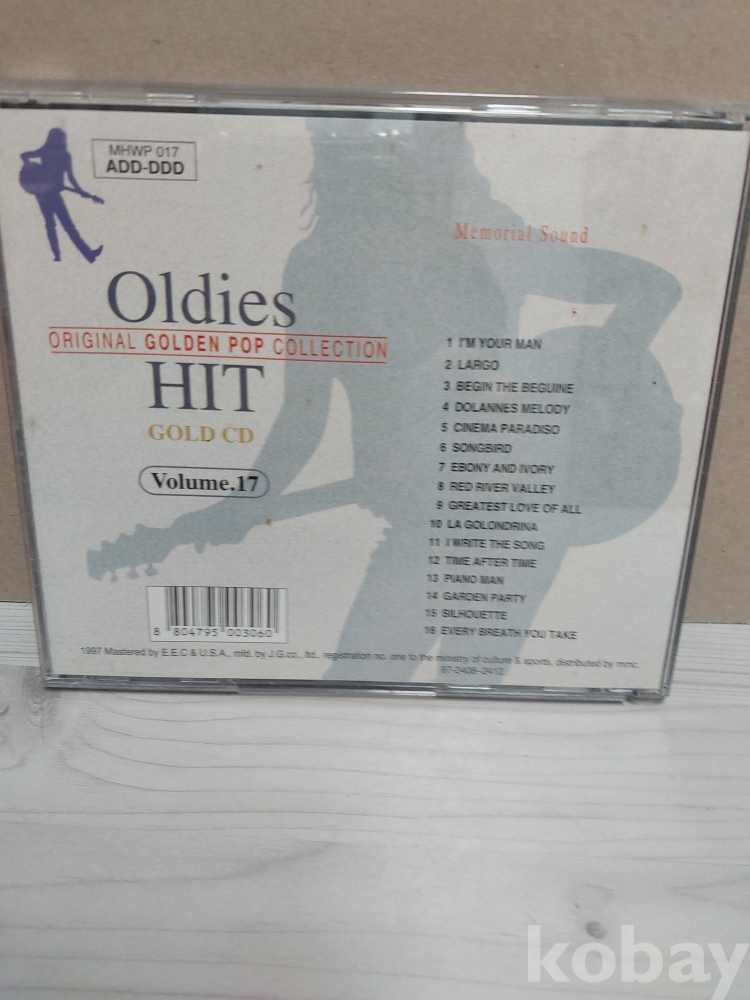 MHWP 017
ADD-DDD
Memorial Sound
Oldies
ORIGINAL GOLDEN POP COLLECTION
HIT
GOLD CD
Volume.17
1 I'M YOUR MAN
2 LARGO
3 BEGIN THE BEGUINE
4 DOLANNES MELODY
5 CINEMA PARADISO
6 SONGBIRD
7 EBONY AND IVORY
8 RED RIVER VALLEY
9 GREATEST LOVE OF ALL
10 LA GOLONDRINA
11 I WRITE THE SONG
12 TIME AFTER TIME
13 PIANO MAN
14 GARDEN PARTY
15 SILHOUETTE
16 EVERY BREATH YOU TAKE
8 804795 003060
1997 Mastered by E.E.C & U.S.A., mfd. by J.G.co., ltd., registration no. one to the ministry of culture & sports, distributed by mmc.
97-2408~2412
kobay